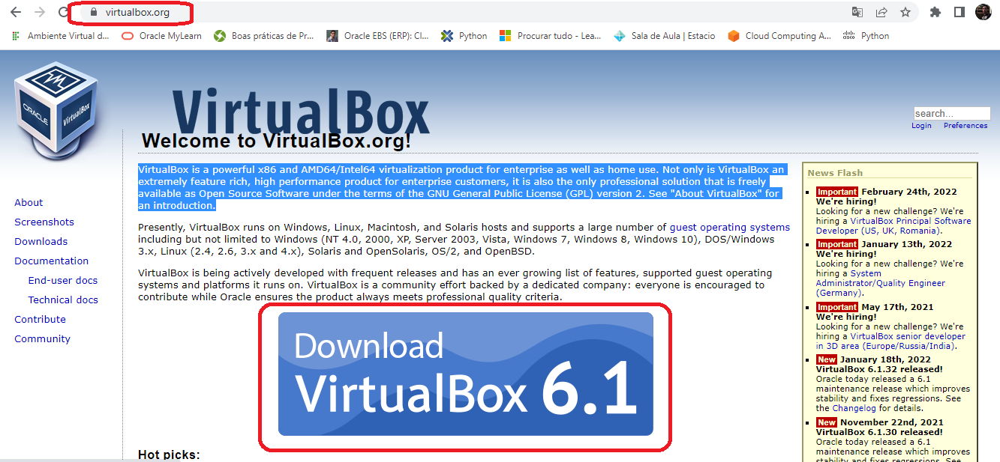 virtualbox.org
Ambiente Virtual d...
Oracle MyLearn
Boas práticas de Pr...
Oracle EBS (ERP): Cl...
Python
Procurar tudo - Lea...
Sala de Aula | Estacio
Cloud Computing A...
Python
ORACLE
VirtualBox
VirtualBox
search...
Login Preferences
Welcome to VirtualBox.org!
About
Screenshots
Downloads
Documentation
End-user docs
Technical docs
Contribute
Community
VirtualBox is a powerful x86 and AMD64/Intel64 virtualization product for enterprise as well as home use. Not only is VirtualBox an
extremely feature rich, high performance product for enterprise customers, it is also the only professional solution that is freely
available as Open Source Software under the terms of the GNU General Public License (GPL) version 2. See "About VirtualBox" for
an introduction.
Presently, VirtualBox runs on Windows, Linux, Macintosh, and Solaris hosts and supports a large number of guest operating systems
including but not limited to Windows (NT 4.0, 2000, XP, Server 2003, Vista, Windows 7, Windows 8, Windows 10), DOS/Windows
3.x, Linux (2.4, 2.6, 3.x and 4.x), Solaris and OpenSolaris, OS/2, and OpenBSD.
VirtualBox is being actively developed with frequent releases and has an ever growing list of features, supported guest operating
systems and platforms it runs on. VirtualBox is a community effort backed by a dedicated company: everyone is encouraged to
contribute while Oracle ensures the product always meets professional quality criteria.
Download
VirtualBox 6.1
Hot picks:
News Flash
Important February 24th, 2022
We're hiring!
Looking for a new challenge? We're
hiring a VirtualBox Principal Software
Developer (US, UK, Romania).
Important January 13th, 2022
We're hiring!
Looking for a new challenge? We're
hiring a System
Administrator/Quality Engineer
(Germany).
Important May 17th, 2021
We're hiring!
Looking for a new challenge? We're
hiring a VirtualBox senior developer
in 3D area (Europe/Russia/India).
New January 18th, 2022
VirtualBox 6.1.32 released!
Oracle today released a 6.1
maintenance release which improves
stability and fixes regressions. See
the Changelog for details.
New November 22nd, 2021
VirtualBox 6.1.30 released!
Oracle today released a 6.1
maintenance release which improves
stability and fixes regressions. See